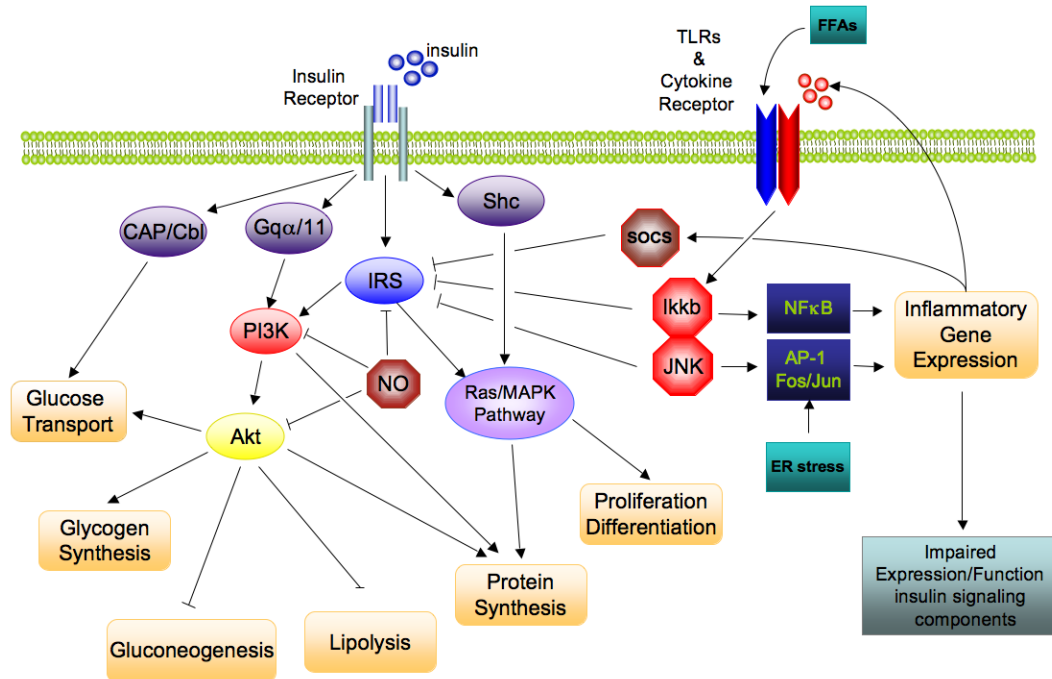 FFAs
insulin
TLRs
&
Cytokine
Receptor
Insulin
Receptor
Shc
CAP/Cbl
Gqα/11
socs
IRS
Ikkb
NFκB
Inflammatory
Gene
Expression
PI3K
JNK
AP-1
Fos/Jun
NO
Ras/MAPK
Pathway
Glucose
Transport
Akt
ER stress
Glycogen
Synthesis
Proliferation
Differentiation
Impaired
Expression/Function
insulin signaling
components
Protein
Synthesis
Gluconeogenesis
Lipolysis